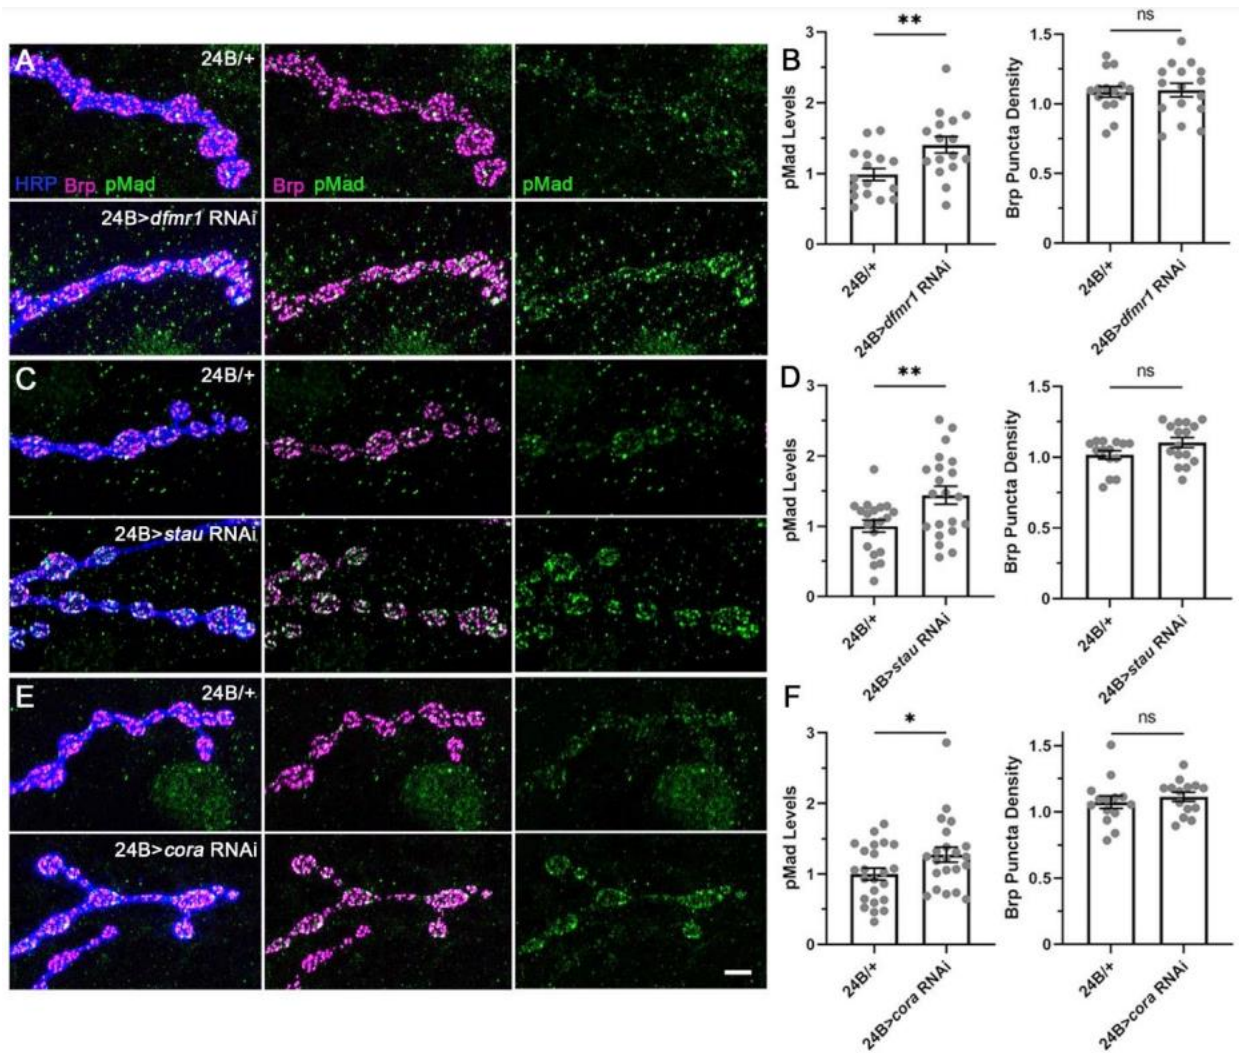 A
24B/+
HRP Brp pMad
Brp pMad
pMad
24B>dfmr1 RNAi
B
**
3
2
1
0
pMad Levels
24B/+
24B>dfmr1 RNAi
ns
1.5
1.0
0.5
0
Brp Puncta Density
24B/+
24B>dfmr1 RNAi
C
24B/+
24B>stau RNAi
D
**
3
2
1
0
pMad Levels
24B/+
24B>stau RNAi
ns
1.5
1.0
0.5
0
Brp Puncta Density
24B/+
24B>stau RNAi
E
24B/+
24B>cora RNAi
F
*
3
2
1
0
pMad Levels
24B/+
24B>cora RNAi
ns
1.5
1.0
0.5
0
Brp Puncta Density
24B/+
24B>cora RNAi